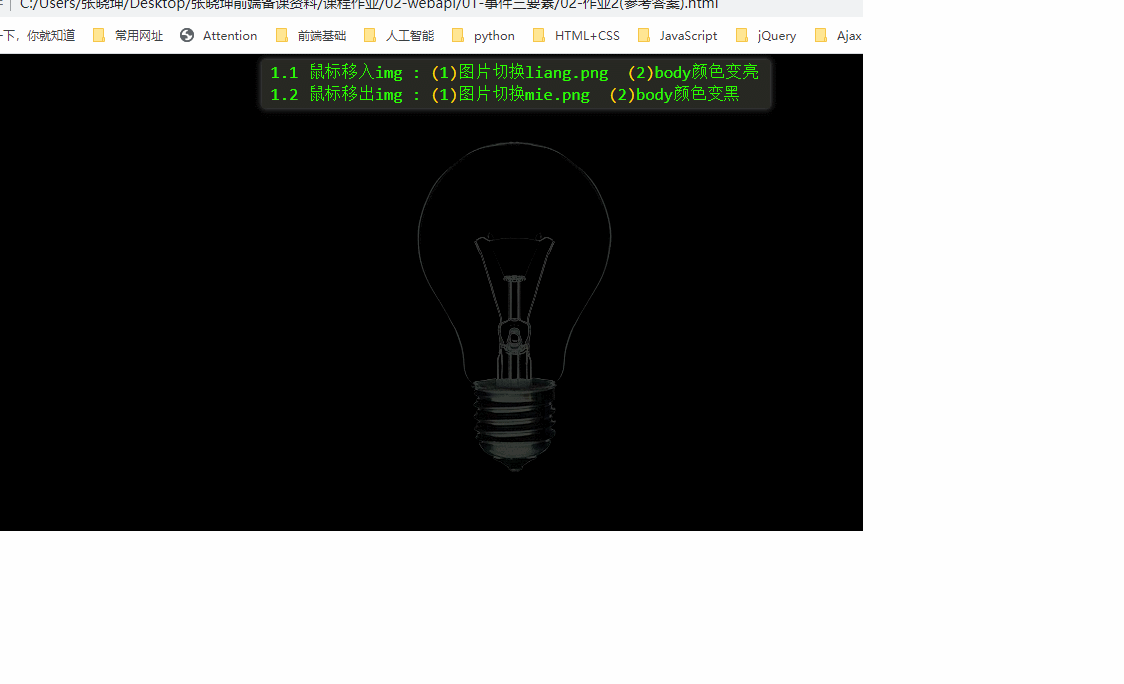 C:/Users/张晓坤/Desktop/张晓坤前端备课资料/课程作业/02-webapi/01-事件三要素/02-作业2(参考答案).html
一下，你就知道 常用网址 Attention 前端基础 人工智能 python HTML+CSS JavaScript jQuery Ajax
1.1 鼠标移入img : (1)图片切换liang.png (2)body颜色变亮
1.2 鼠标移出img : (1)图片切换mie.png (2)body颜色变黑